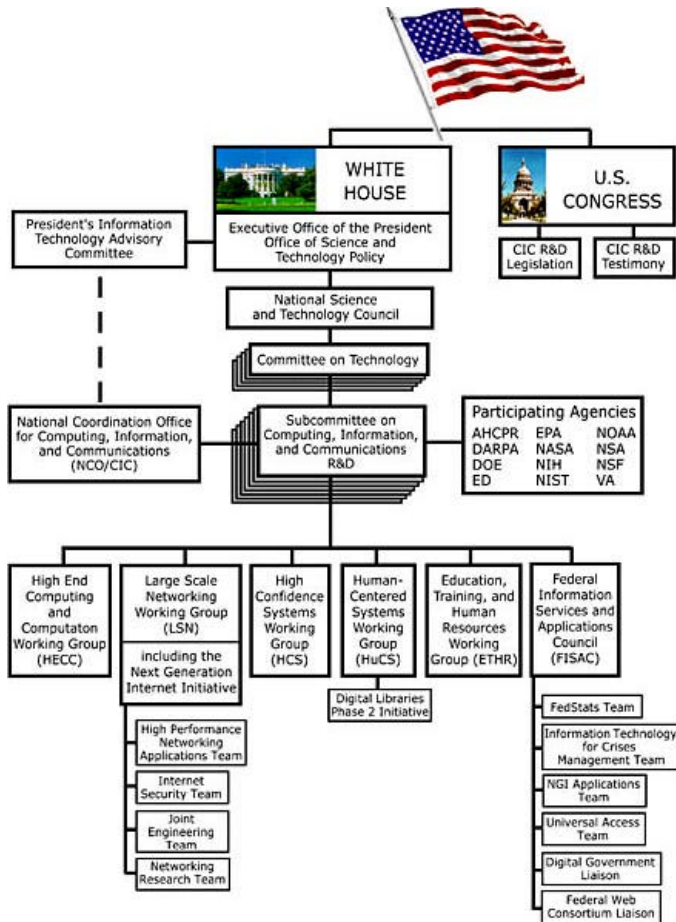 WHITE
HOUSE
Executive Office of the President
Office of Science and
Technology Policy
U.S.
CONGRESS
CIC R&D
Legislation
CIC R&D
Testimony
President's Information
Technology Advisory
Committee
National Science
and Technology Council
Committee on Technology
National Coordination Office
for Computing, Information,
and Communications
(NCO/CIC)
Subcommittee on
Computing, Information,
and Communications
R&D
Participating Agencies
AHCPR EPA NOAA
DARPA NASA NSA
DOE NIH NSF
ED NIST VA
High End
Computing
and
Computaton
Working Group
(HECC)
Large Scale
Networking
Working Group
(LSN)
including the
Next Generation
Internet Initiative
High Performance
Networking
Applications Team
Internet
Security Team
Joint
Engineering
Team
Networking
Research Team
High
Confidence
Systems
Working
Group
(HCS)
Human-
Centered
Systems
Working
Group
(HuCS)
Digital Libraries
Phase 2 Initiative
Education,
Training, and
Human
Resources
Working
Group (ETHR)
Federal
Information
Services and
Applications
Council
(FISAC)
FedStats Team
Information Technology
for Crises
Management Team
NGI Applications
Team
Universal Access
Team
Digital Government
Liaison
Federal Web
Consortium Liaison